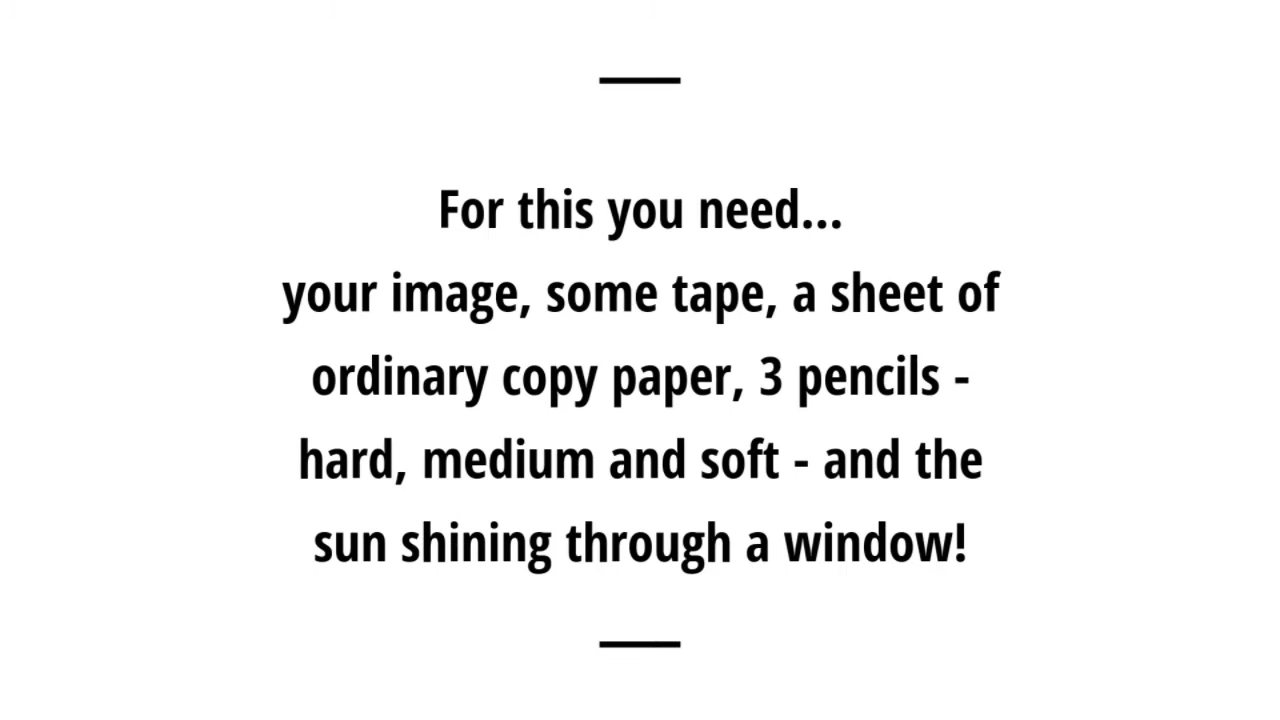 For this you need...
your image, some tape, a sheet of
ordinary copy paper, 3 pencils -
hard, medium and soft - and the
sun shining through a window!